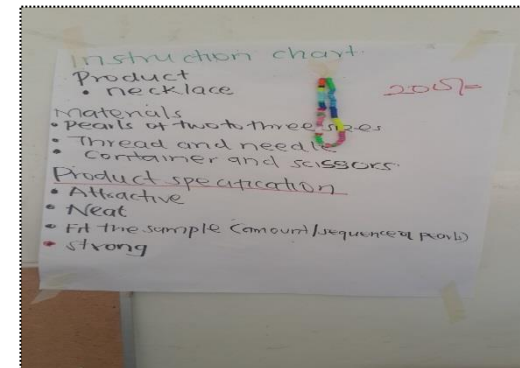 Instruction chart.
Product
• necklace
200/=
Materials
• pearls of two to three sizes
• Thread and needle
• container and scissors.
Product specification
• Attractive
• Neat
• Fit the sample (amount/sequence of pearls)
• strong